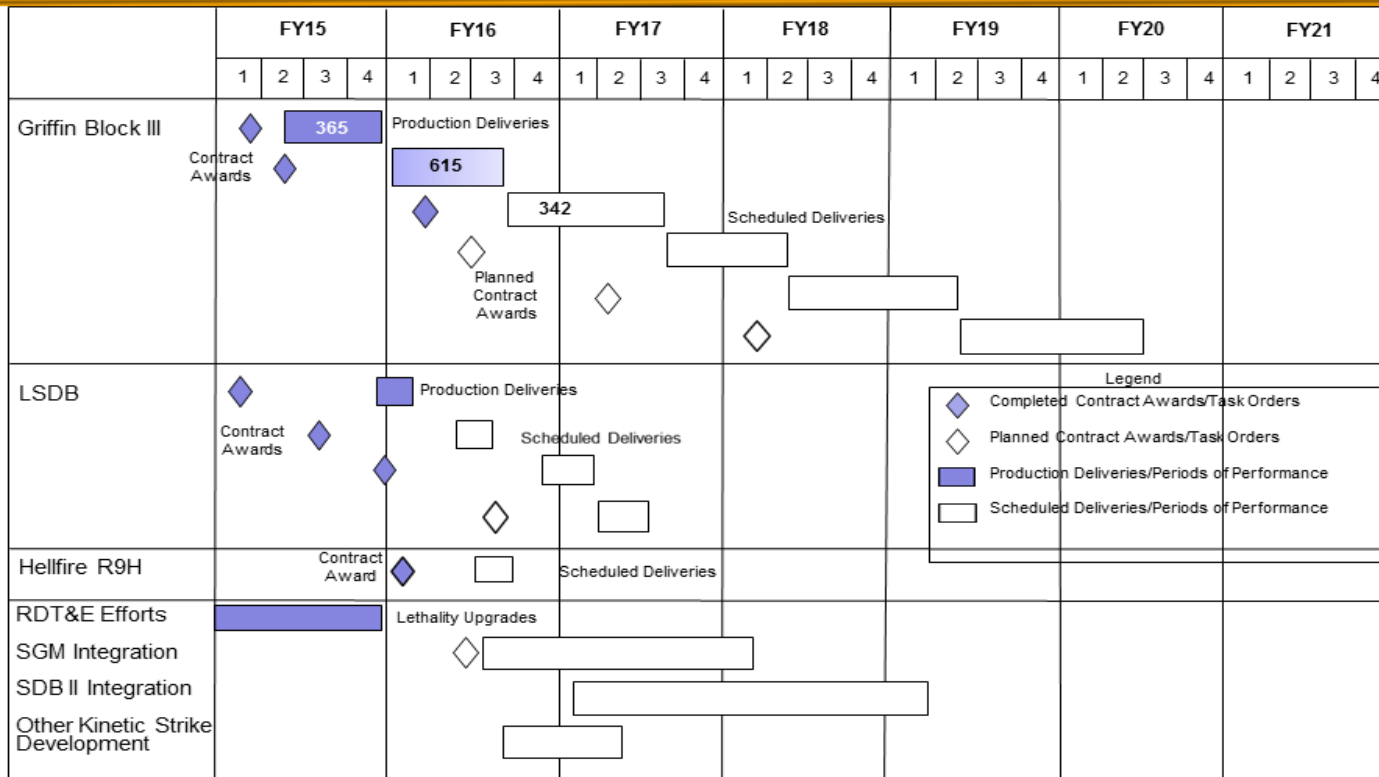 FY15 FY16 FY17 FY18 FY19 FY20 FY21
1 2 3 4 1 2 3 4 1 2 3 4 1 2 3 4 1 2 3 4 1 2 3 4 1 2 3 4
Griffin Block III
365
Production Deliveries
Contract
Awards
615
342
Scheduled Deliveries
Planned
Contract
Awards
LSDB
Production Deliveries
Contract
Awards
Scheduled Deliveries
Legend
Completed Contract Awards/Task Orders
Planned Contract Awards/Task Orders
Production Deliveries/Periods of Performance
Scheduled Deliveries/Periods of Performance
Hellfire R9H
Contract
Award
Scheduled Deliveries
RDT&E Efforts
Lethality Upgrades
SGM Integration
SDB II Integration
Other Kinetic Strike
Development